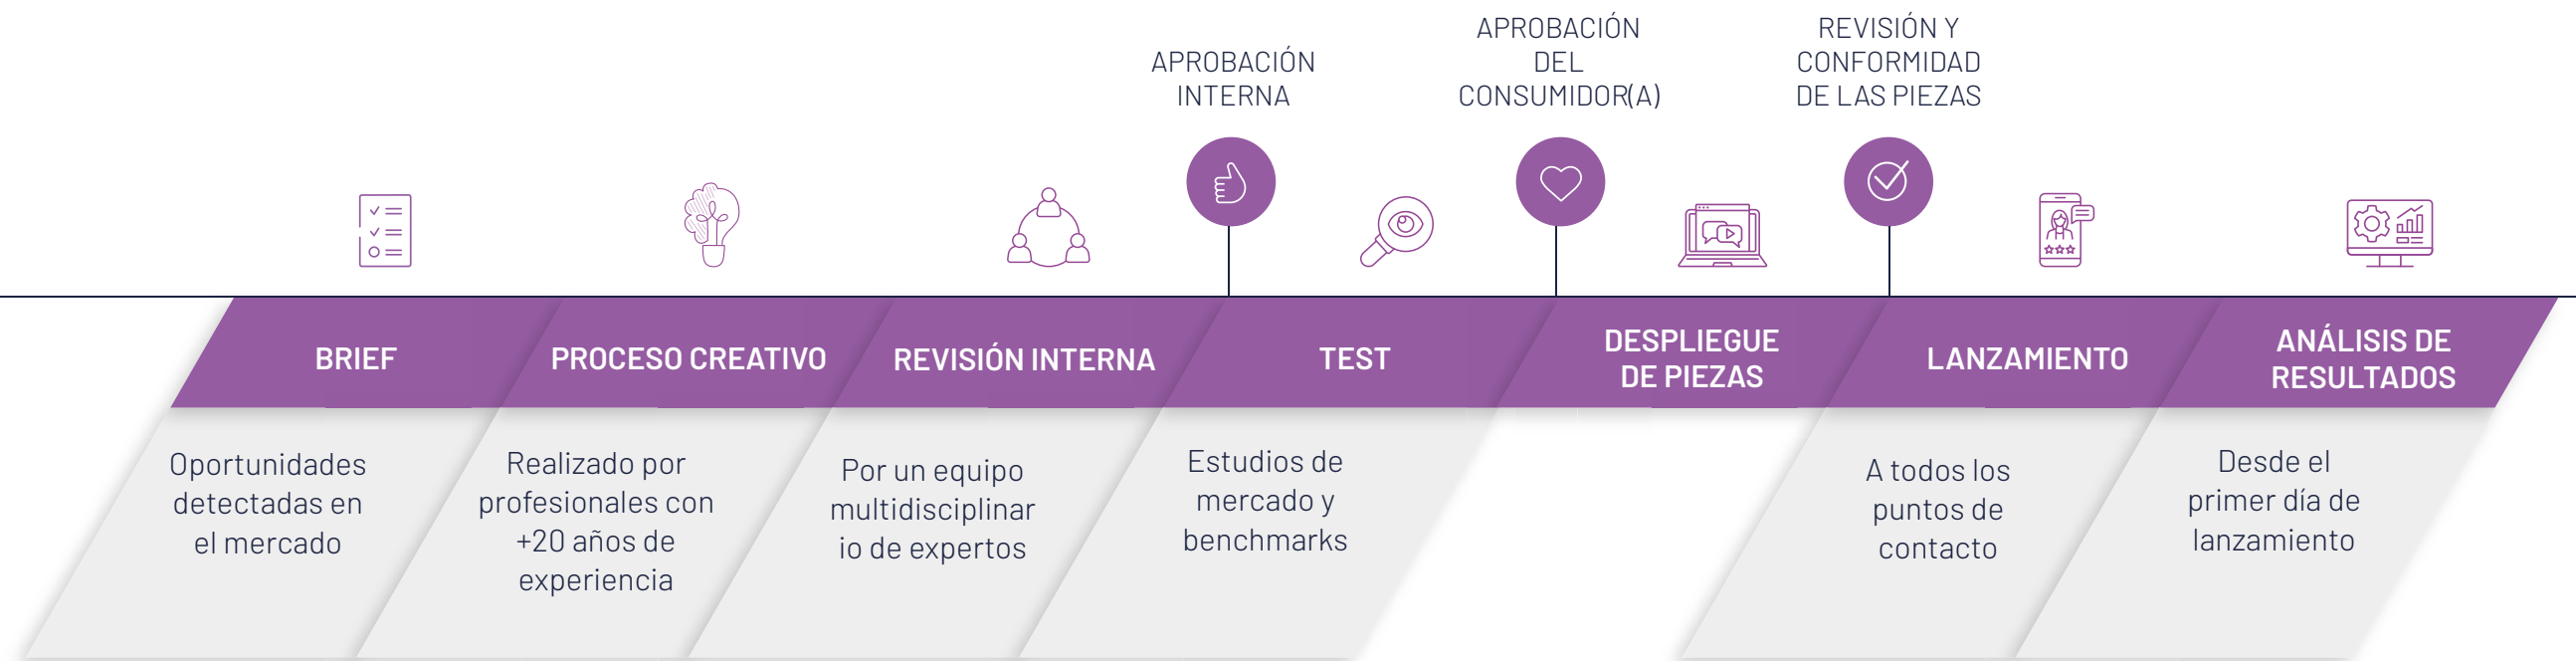 APROBACIÓN
INTERNA
APROBACIÓN
DEL
CONSUMIDOR(A)
REVISIÓN Y
CONFORMIDAD
DE LAS PIEZAS
BRIEF
PROCESO CREATIVO
REVISIÓN INTERNA
TEST
DESPLIEGUE
DE PIEZAS
LANZAMIENTO
ANÁLISIS DE
RESULTADOS
Oportunidades
detectadas en
el mercado
Realizado por
profesionales con
+20 años de
experiencia
Por un equipo
multidisciplinar
io de expertos
Estudios de
mercado y
benchmarks
A todos los
puntos de
contacto
Desde el
primer día de
lanzamiento